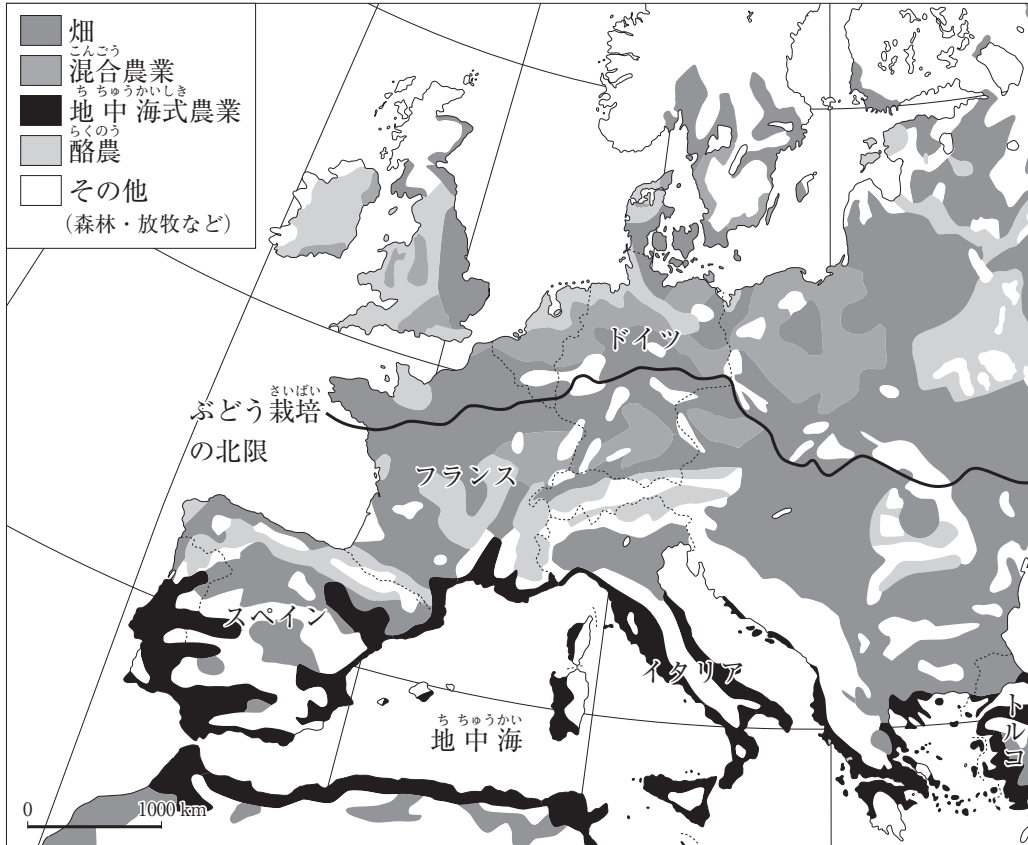 畑
こんごう
混合農業
ち ちゅうかいしき
地中海式農業
らくのう
酪農
その他
（森林・放牧など）
ドイツ
さいばい
ぶどう栽培
の北限
フランス
スペイン
イタリア
ち ちゅうかい
地中海
トルコ
0 1000 km